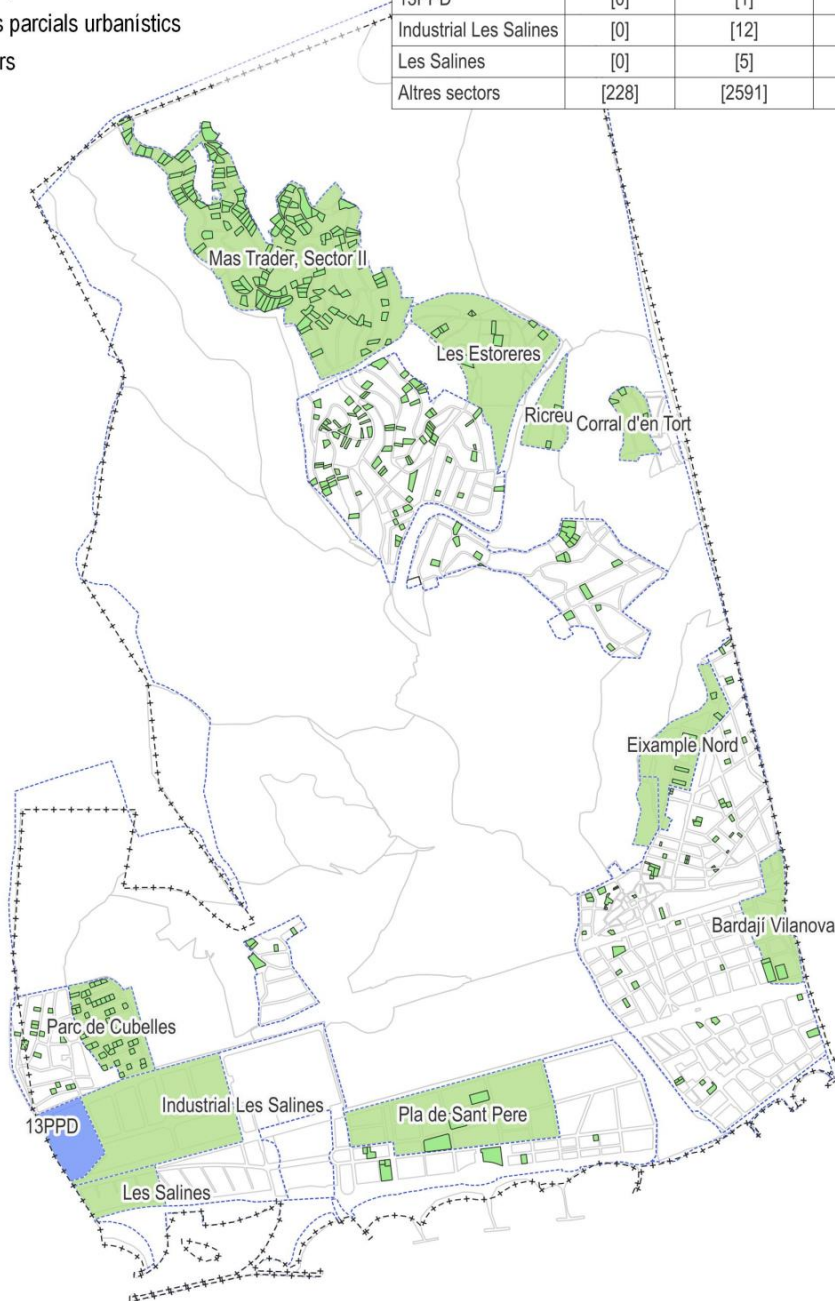 s parcials urbanístics
rs
13PPD [0] [1]
Industrial Les Salines [0] [12]
Les Salines [0] [5]
Altres sectors [228] [2591]
Mas Trader, Sector II
Les Estoreres
Ricreu
Corral d'en Tort
Eixample Nord
Bardají Vilanova
Parc de Cubelles
Industrial Les Salines
13PPD
Pla de Sant Pere
Les Salines